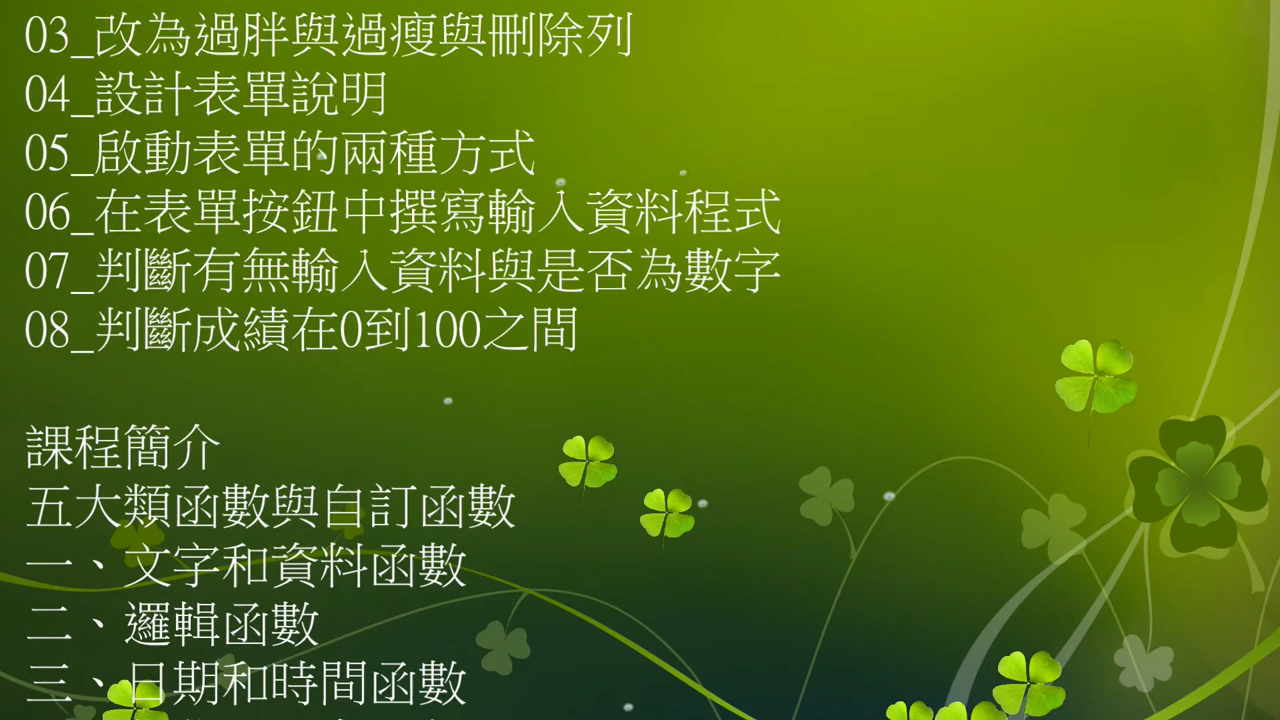 03_改為過胖與過瘦與刪除列
04_設計表單說明
05_啟動表單的兩種方式
06_在表單按鈕中撰寫輸入資料程式
07_判斷有無輸入資料與是否為數字
08_判斷成績在0到100之間
課程簡介
五大類函數與自訂函數
一、文字和資料函數
二、邏輯函數
三、日期和時間函數